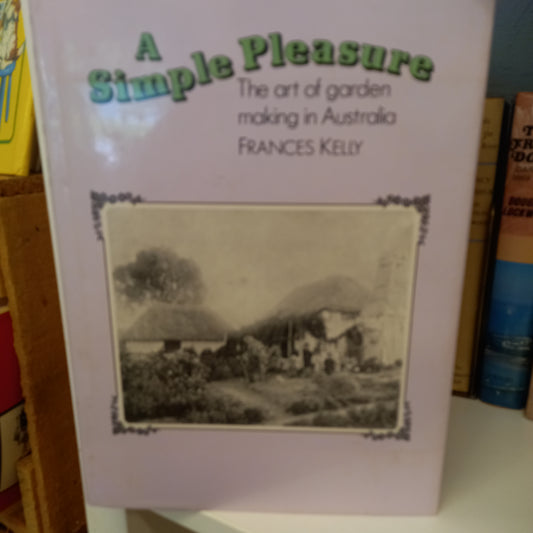 A
Simple Pleasure
The art of garden
making in Australia
FRANCES KELLY